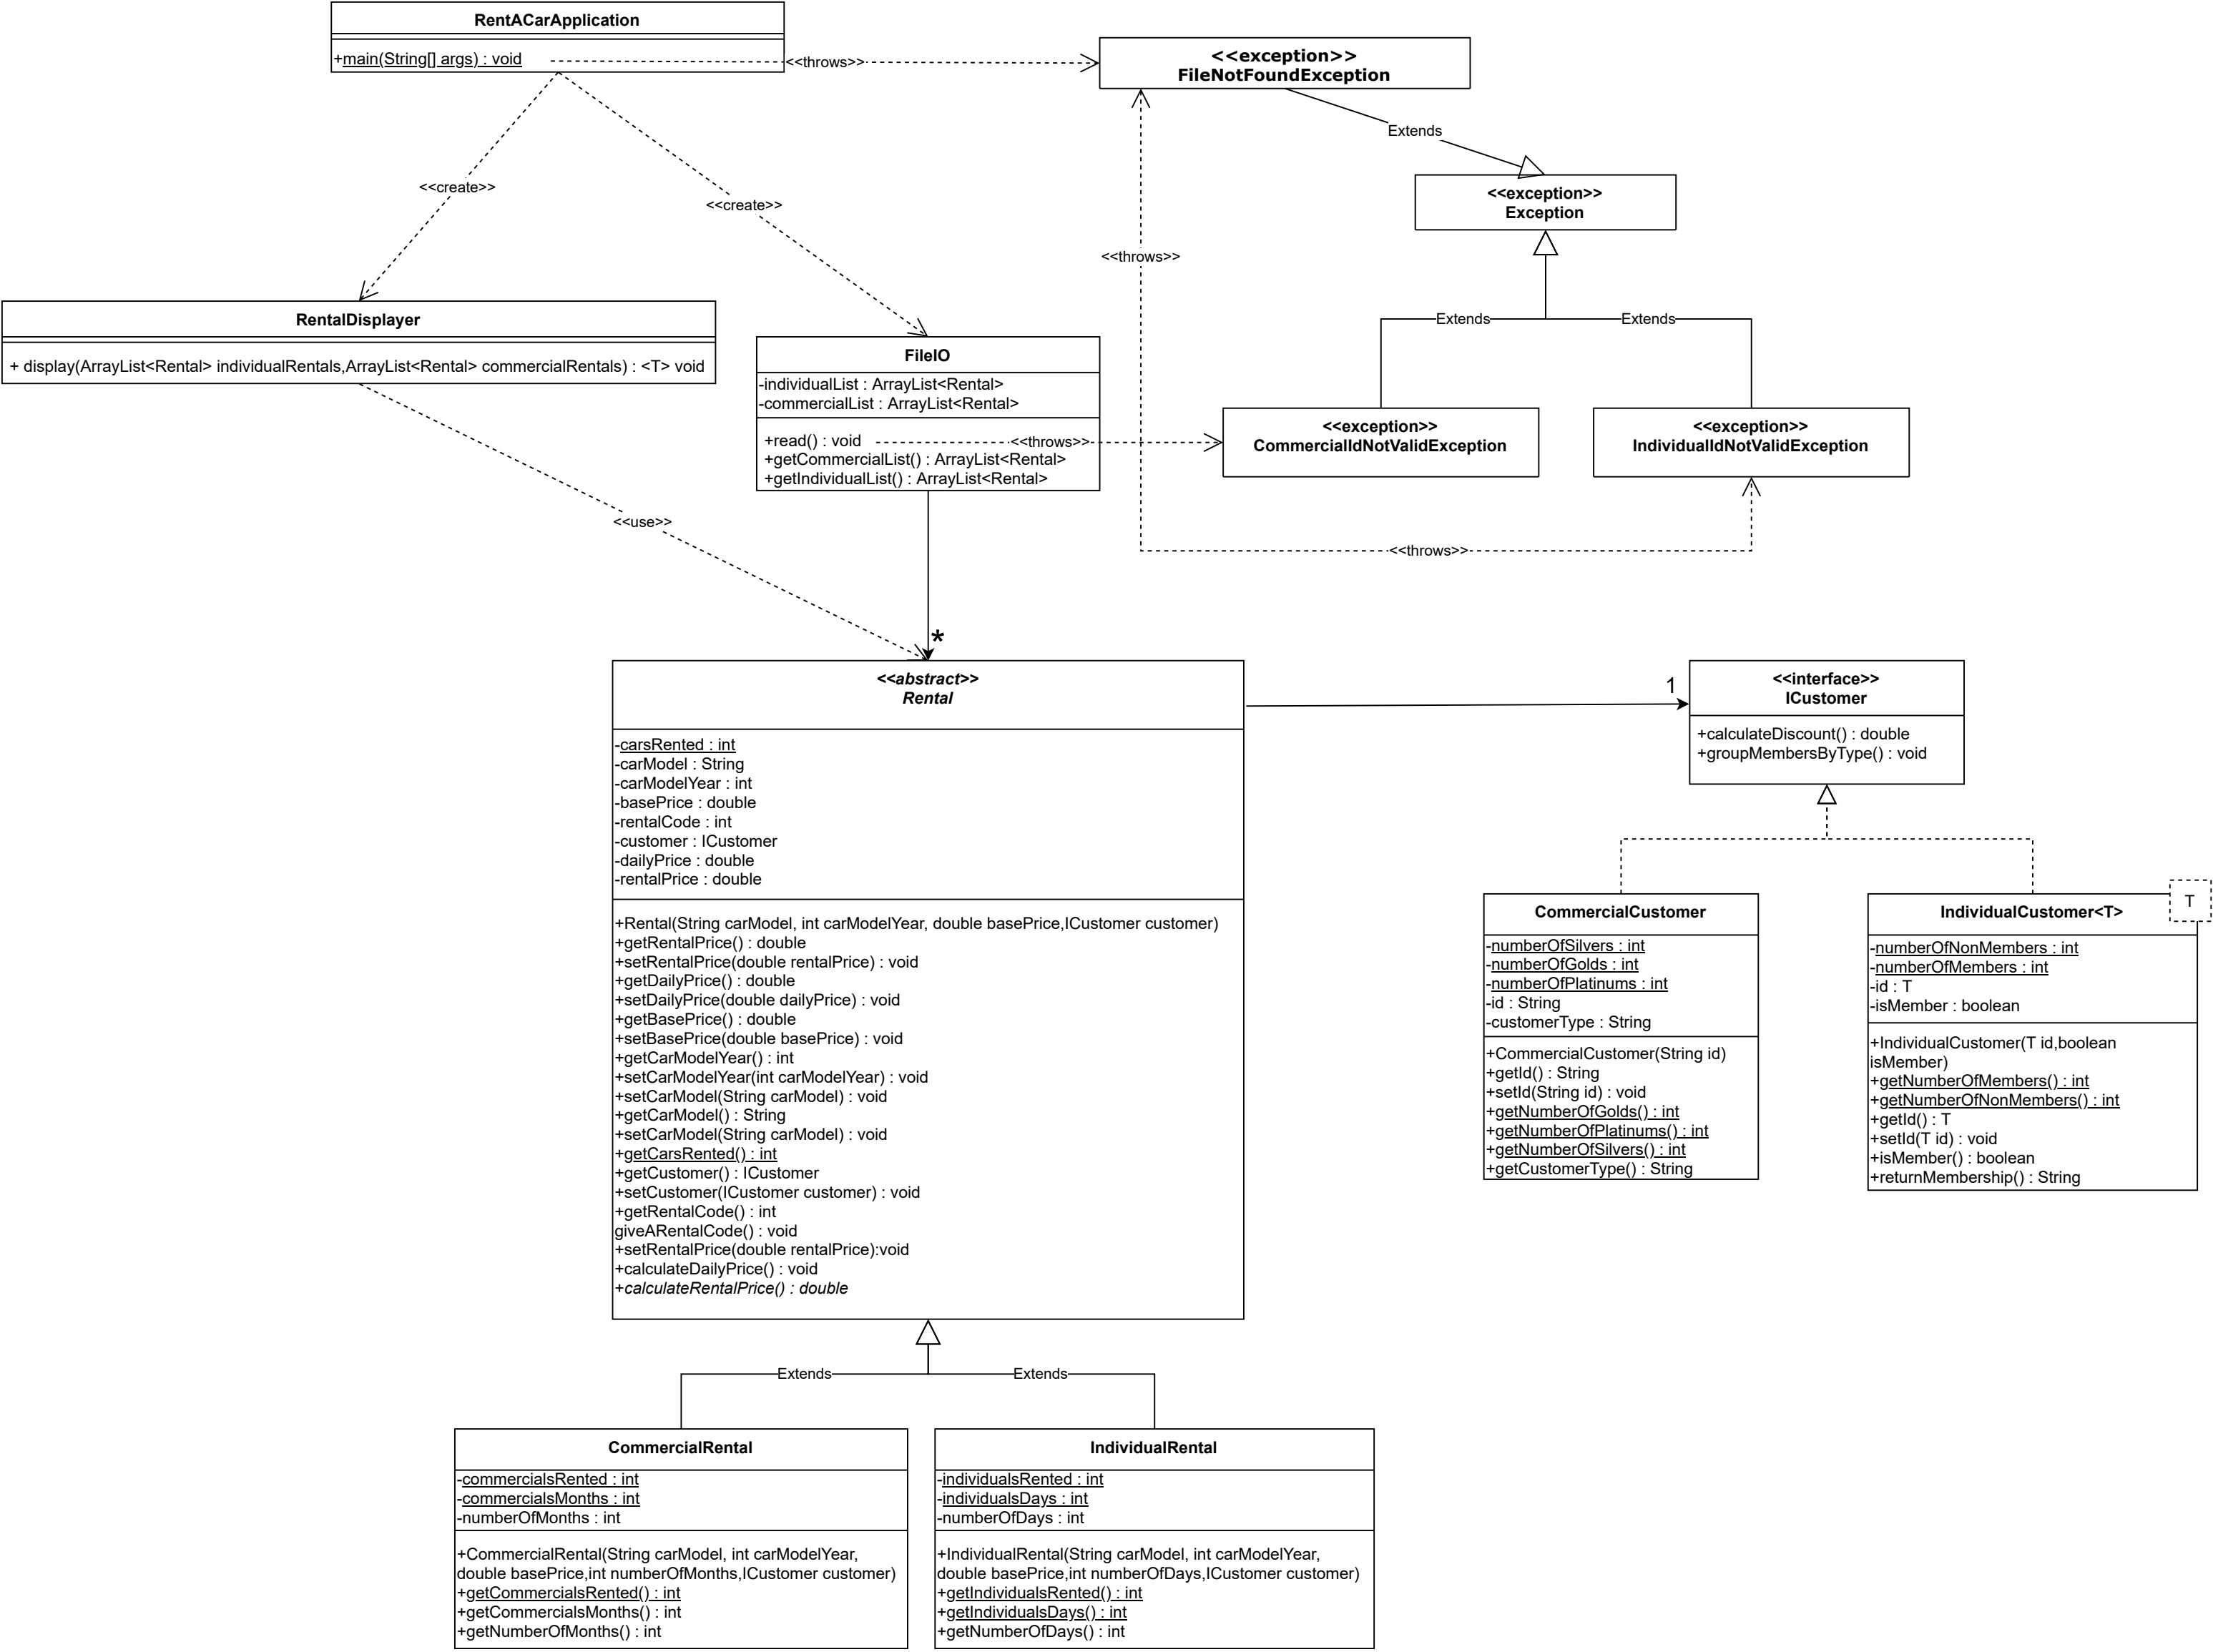 RentACarApplication
+main(String[] args) : void
<<throws>>
<<exception>>
FileNotFoundException
Extends
<<exception>>
Exception
<<create>>
<<create>>
<<throws>>
RentalDisplayer
+ display(ArrayList<Rental> individualRentals,ArrayList<Rental> commercialRentals) : <T> void
Extends
Extends
FileIO
-individualList : ArrayList<Rental>
-commercialList : ArrayList<Rental>
+read() : void
+getCommercialList() : ArrayList<Rental>
+getIndividualList() : ArrayList<Rental>
<<throws>>
<<exception>>
CommercialIdNotValidException
<<exception>>
IndividualIdNotValidException
<<use>>
<<throws>>
*
<<abstract>>
Rental
-carsRented : int
-carModel : String
-carModelYear : int
-basePrice : double
-rentalCode : int
-customer : ICustomer
-dailyPrice : double
-rentalPrice : double
+Rental(String carModel, int carModelYear, double basePrice,ICustomer customer)
+getRentalPrice() : double
+setRentalPrice(double rentalPrice) : void
+getDailyPrice() : double
+setDailyPrice(double dailyPrice) : void
+getBasePrice() : double
+setBasePrice(double basePrice) : void
+getCarModelYear() : int
+setCarModelYear(int carModelYear) : void
+setCarModel(String carModel) : void
+getCarModel() : String
+setCarModel(String carModel) : void
+getCarsRented() : int
+getCustomer() : ICustomer
+setCustomer(ICustomer customer) : void
+getRentalCode() : int
giveARentalCode() : void
+setRentalPrice(double rentalPrice):void
+calculateDailyPrice() : void
+calculateRentalPrice() : double
1
<<interface>>
ICustomer
+calculateDiscount() : double
+groupMembersByType() : void
CommercialCustomer
-numberOfSilvers : int
-numberOfGolds : int
-numberOfPlatinums : int
-id : String
-customerType : String
+CommercialCustomer(String id)
+getId() : String
+setId(String id) : void
+getNumberOfGolds() : int
+getNumberOfPlatinums() : int
+getNumberOfSilvers() : int
+getCustomerType() : String
T
IndividualCustomer<T>
-numberOfNonMembers : int
-numberOfMembers : int
-id : T
-isMember : boolean
+IndividualCustomer(T id,boolean
isMember)
+getNumberOfMembers() : int
+getNumberOfNonMembers() : int
+getId() : T
+setId(T id) : void
+isMember() : boolean
+returnMembership() : String
Extends
Extends
CommercialRental
-commercialsRented : int
-commercialsMonths : int
-numberOfMonths : int
+CommercialRental(String carModel, int carModelYear,
double basePrice,int numberOfMonths,ICustomer customer)
+getCommercialsRented() : int
+getCommercialsMonths() : int
+getNumberOfMonths() : int
IndividualRental
-individualsRented : int
-individualsDays : int
-numberOfDays : int
+IndividualRental(String carModel, int carModelYear,
double basePrice,int numberOfDays,ICustomer customer)
+getIndividualsRented() : int
+getIndividualsDays() : int
+getNumberOfDays() : int